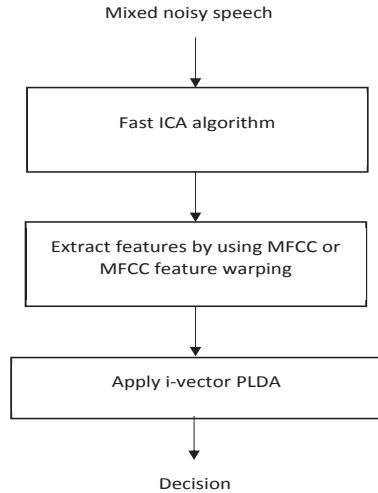 Mixed noisy speech
Fast ICA algorithm
Extract features by using MFCC or
MFCC feature warping
Apply i-vector PLDA
Decision